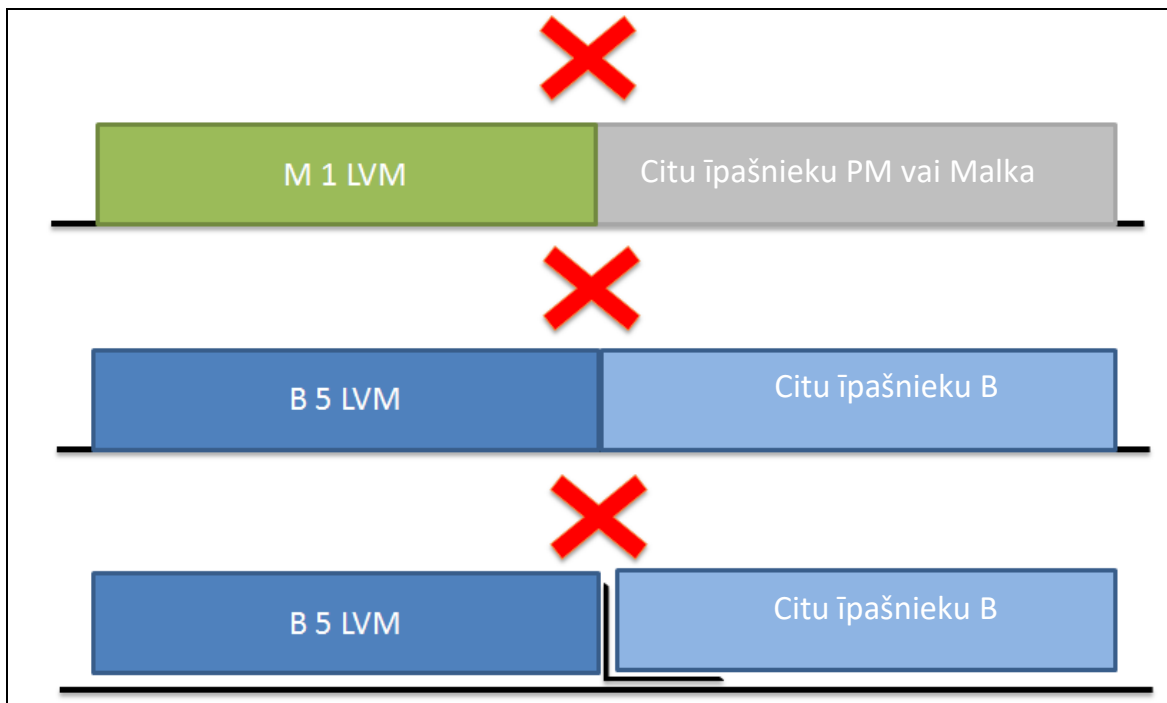 M 1 LVM
Citu īpašnieku PM vai Malka
B 5 LVM
Citu īpašnieku B
B 5 LVM
Citu īpašnieku B